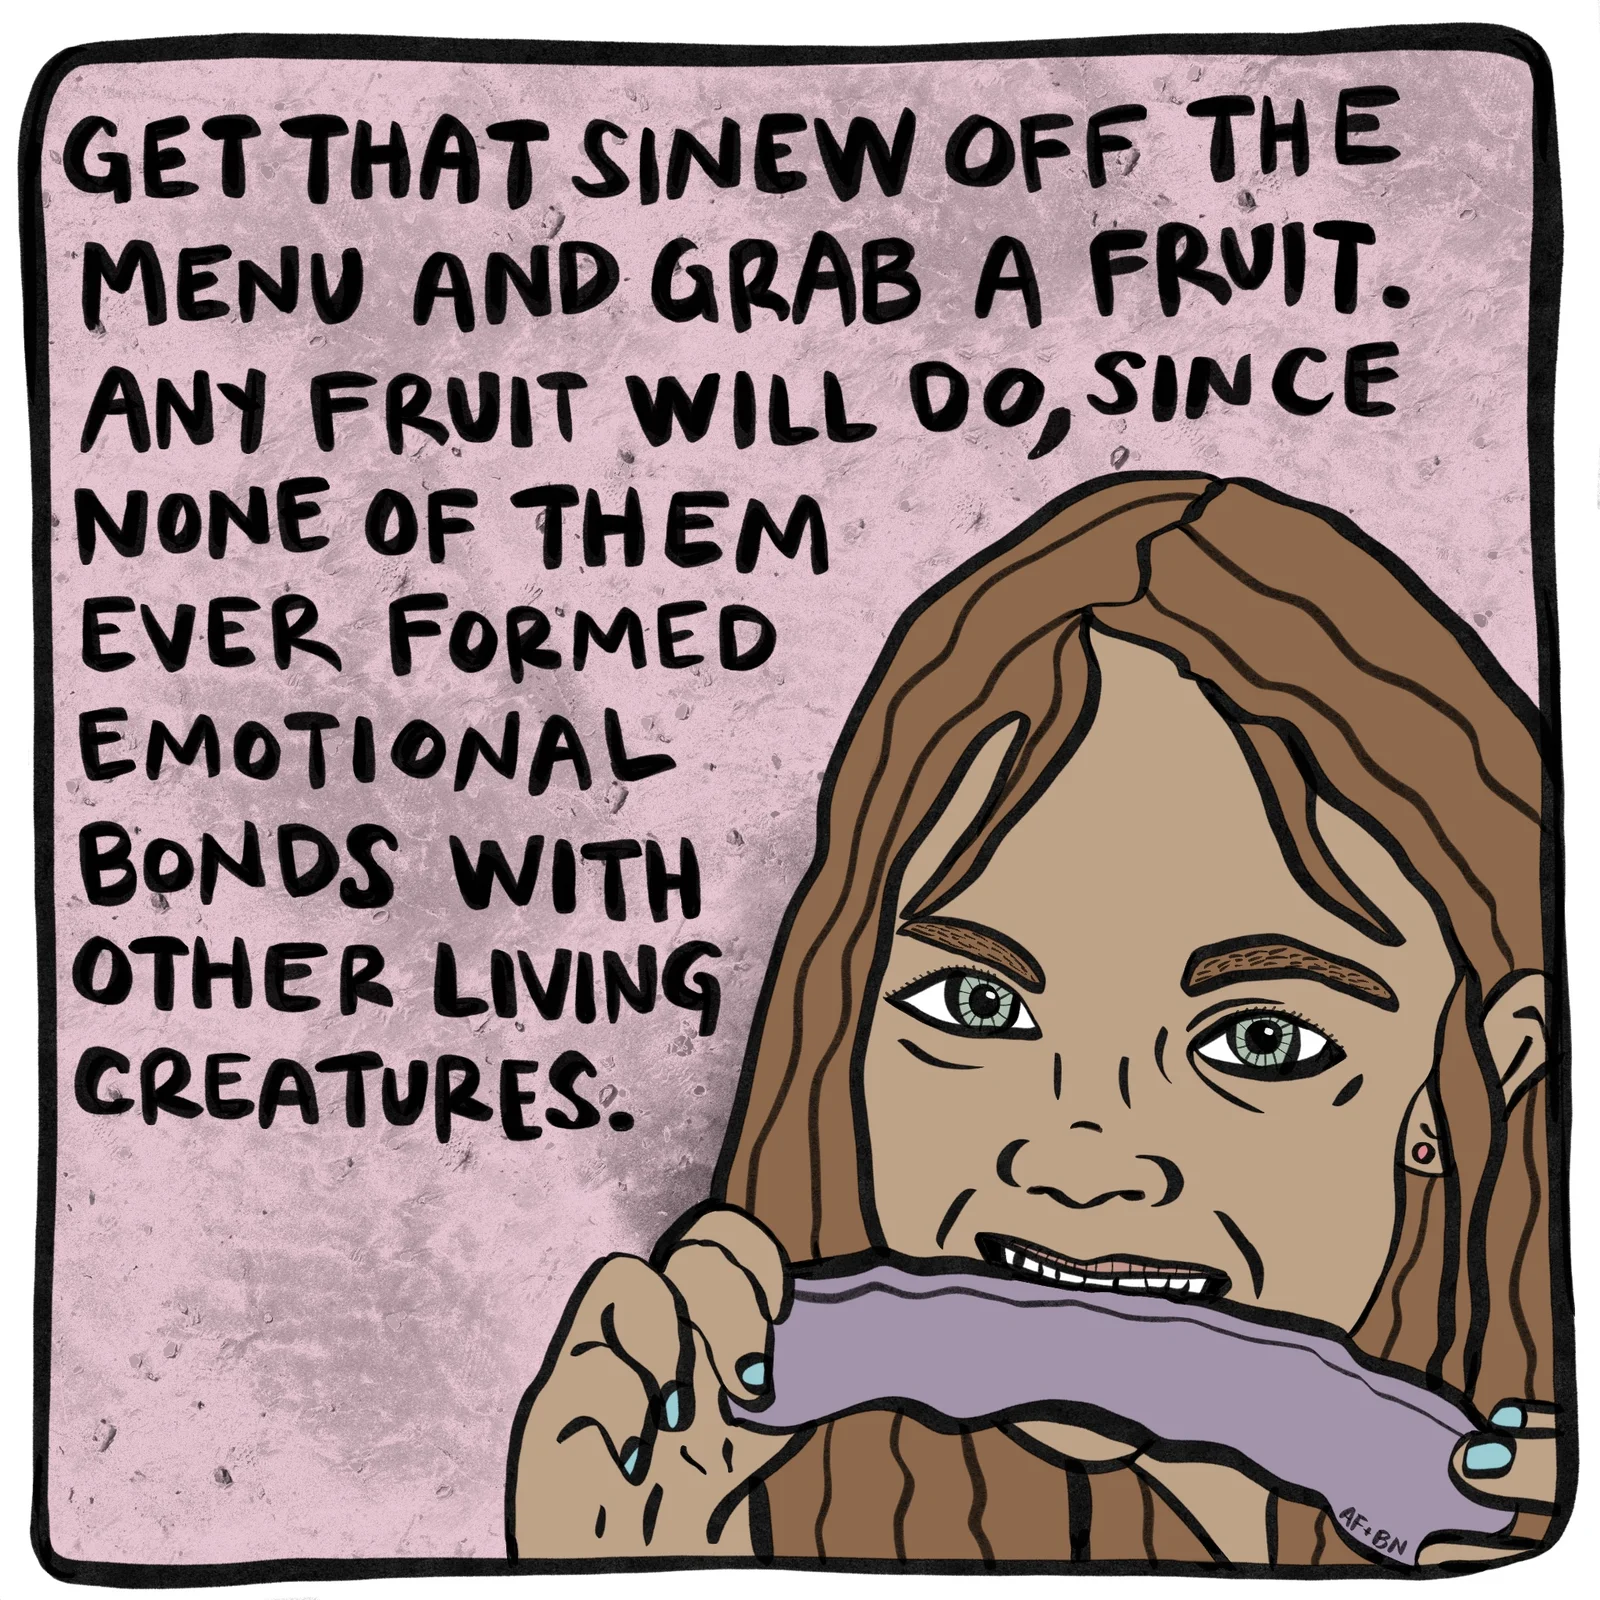 GET THAT SINEW OFF THE
MENU AND GRAB A FRUIT.
ANY FRUIT WILL DO, SINCE
NONE OF THEM
EVER FORMED
EMOTIONAL
BONDS WITH
OTHER LIVING
CREATURES.
AF+BN